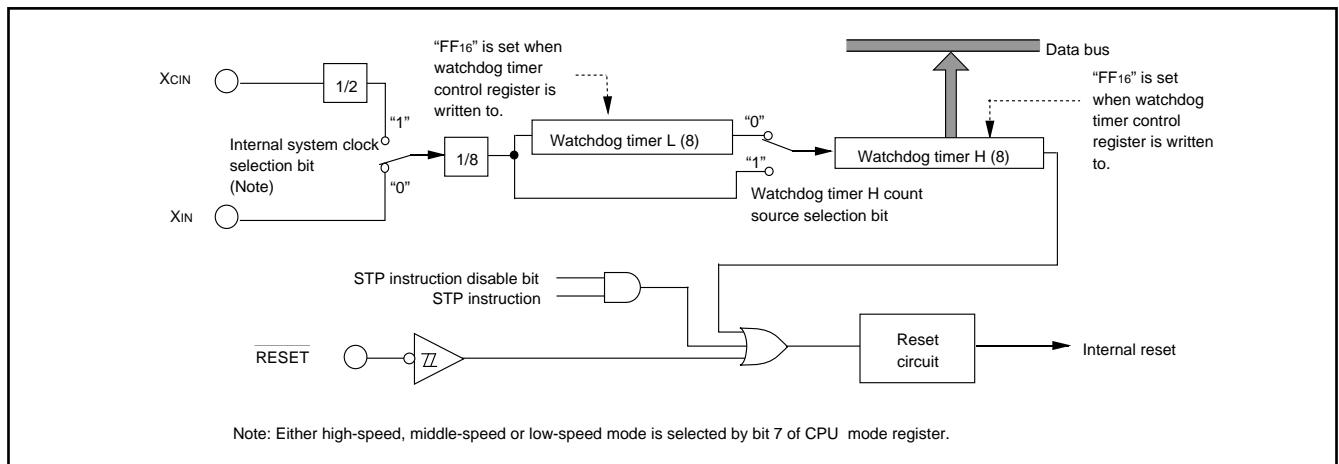 XCIN
1/2
“1”
Internal system clock
selection bit
(Note)
“0”
XIN
1/8
“FF16” is set when
watchdog timer
control register is
written to.
Watchdog timer L (8)
“0”
“1”
Watchdog timer H count
source selection bit
Data bus
“FF16” is set
when watchdog
timer control
register is written
to.
Watchdog timer H (8)
STP instruction disable bit
STP instruction
RESET
Reset
circuit
Internal reset
Note: Either high-speed, middle-speed or low-speed mode is selected by bit 7 of CPU mode register.